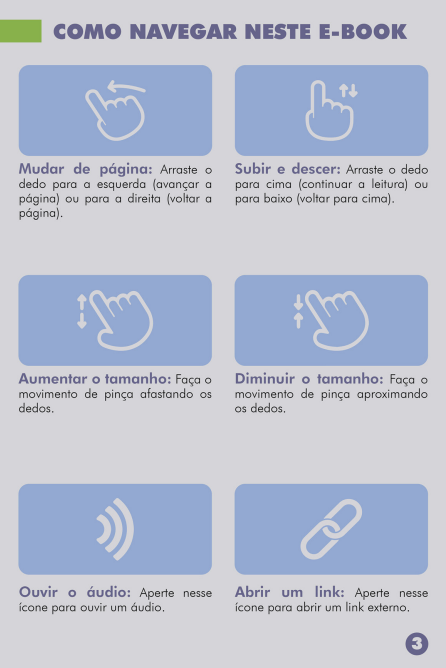 COMO NAVEGAR NESTE E-BOOK
Mudar de página: Arraste o
dedo para a esquerda (avançar a
página) ou para a direita (voltar a
página).
Subir e descer: Arraste o dedo
para cima (continuar a leitura) ou
para baixo (voltar para cima).
Aumentar o tamanho: Faça o
movimento de pinça afastando os
dedos.
Diminuir o tamanho: Faça o
movimento de pinça aproximando
os dedos.
Ouvir o áudio: Aperte nesse
ícone para ouvir um áudio.
Abrir um link: Aperte nesse
ícone para abrir um link externo.
3